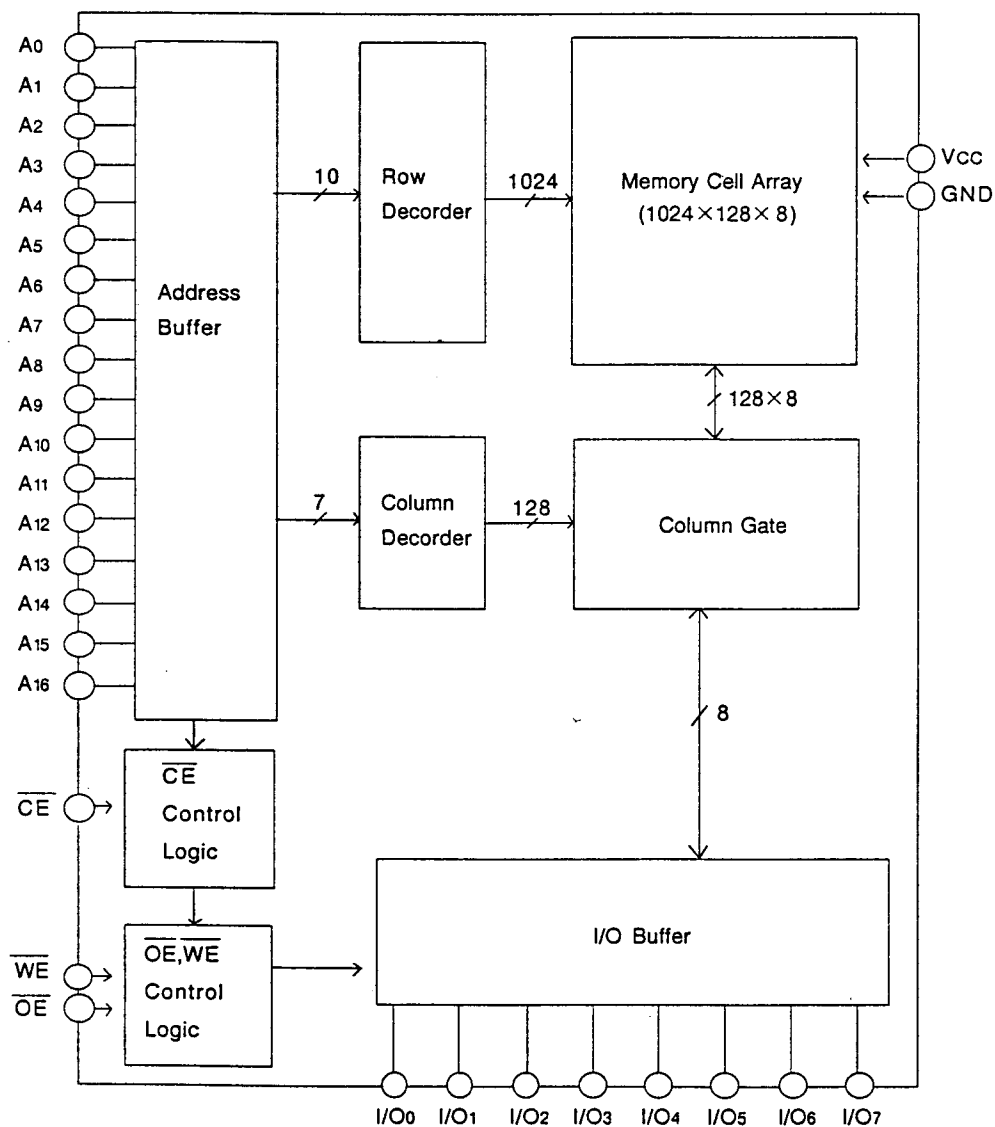 A0
A1
A2
A3
A4
A5
A6
A7
A8
A9
A10
A11
A12
A13
A14
A15
A16
Address
Buffer
10
Row
Decorder
1024
Memory Cell Array
(1024×128×8)
Vcc
GND
128×8
7
Column
Decorder
128
Column Gate
8
CE
CE
Control
Logic
WE
OE
OE,WE
Control
Logic
I/O Buffer
I/O0
I/O1
I/O2
I/O3
I/O4
I/O5
I/O6
I/O7